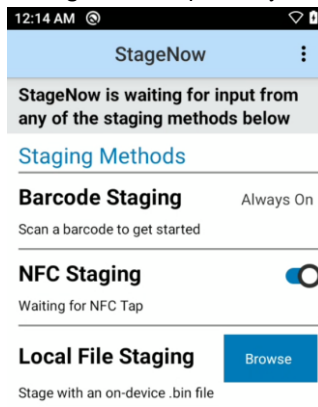 12:14 AM
StageNow
StageNow is waiting for input from
any of the staging methods below
Staging Methods
Barcode Staging Always On
Scan a barcode to get started
NFC Staging
Waiting for NFC Tap
Local File Staging Browse
Stage with an on-device .bin file